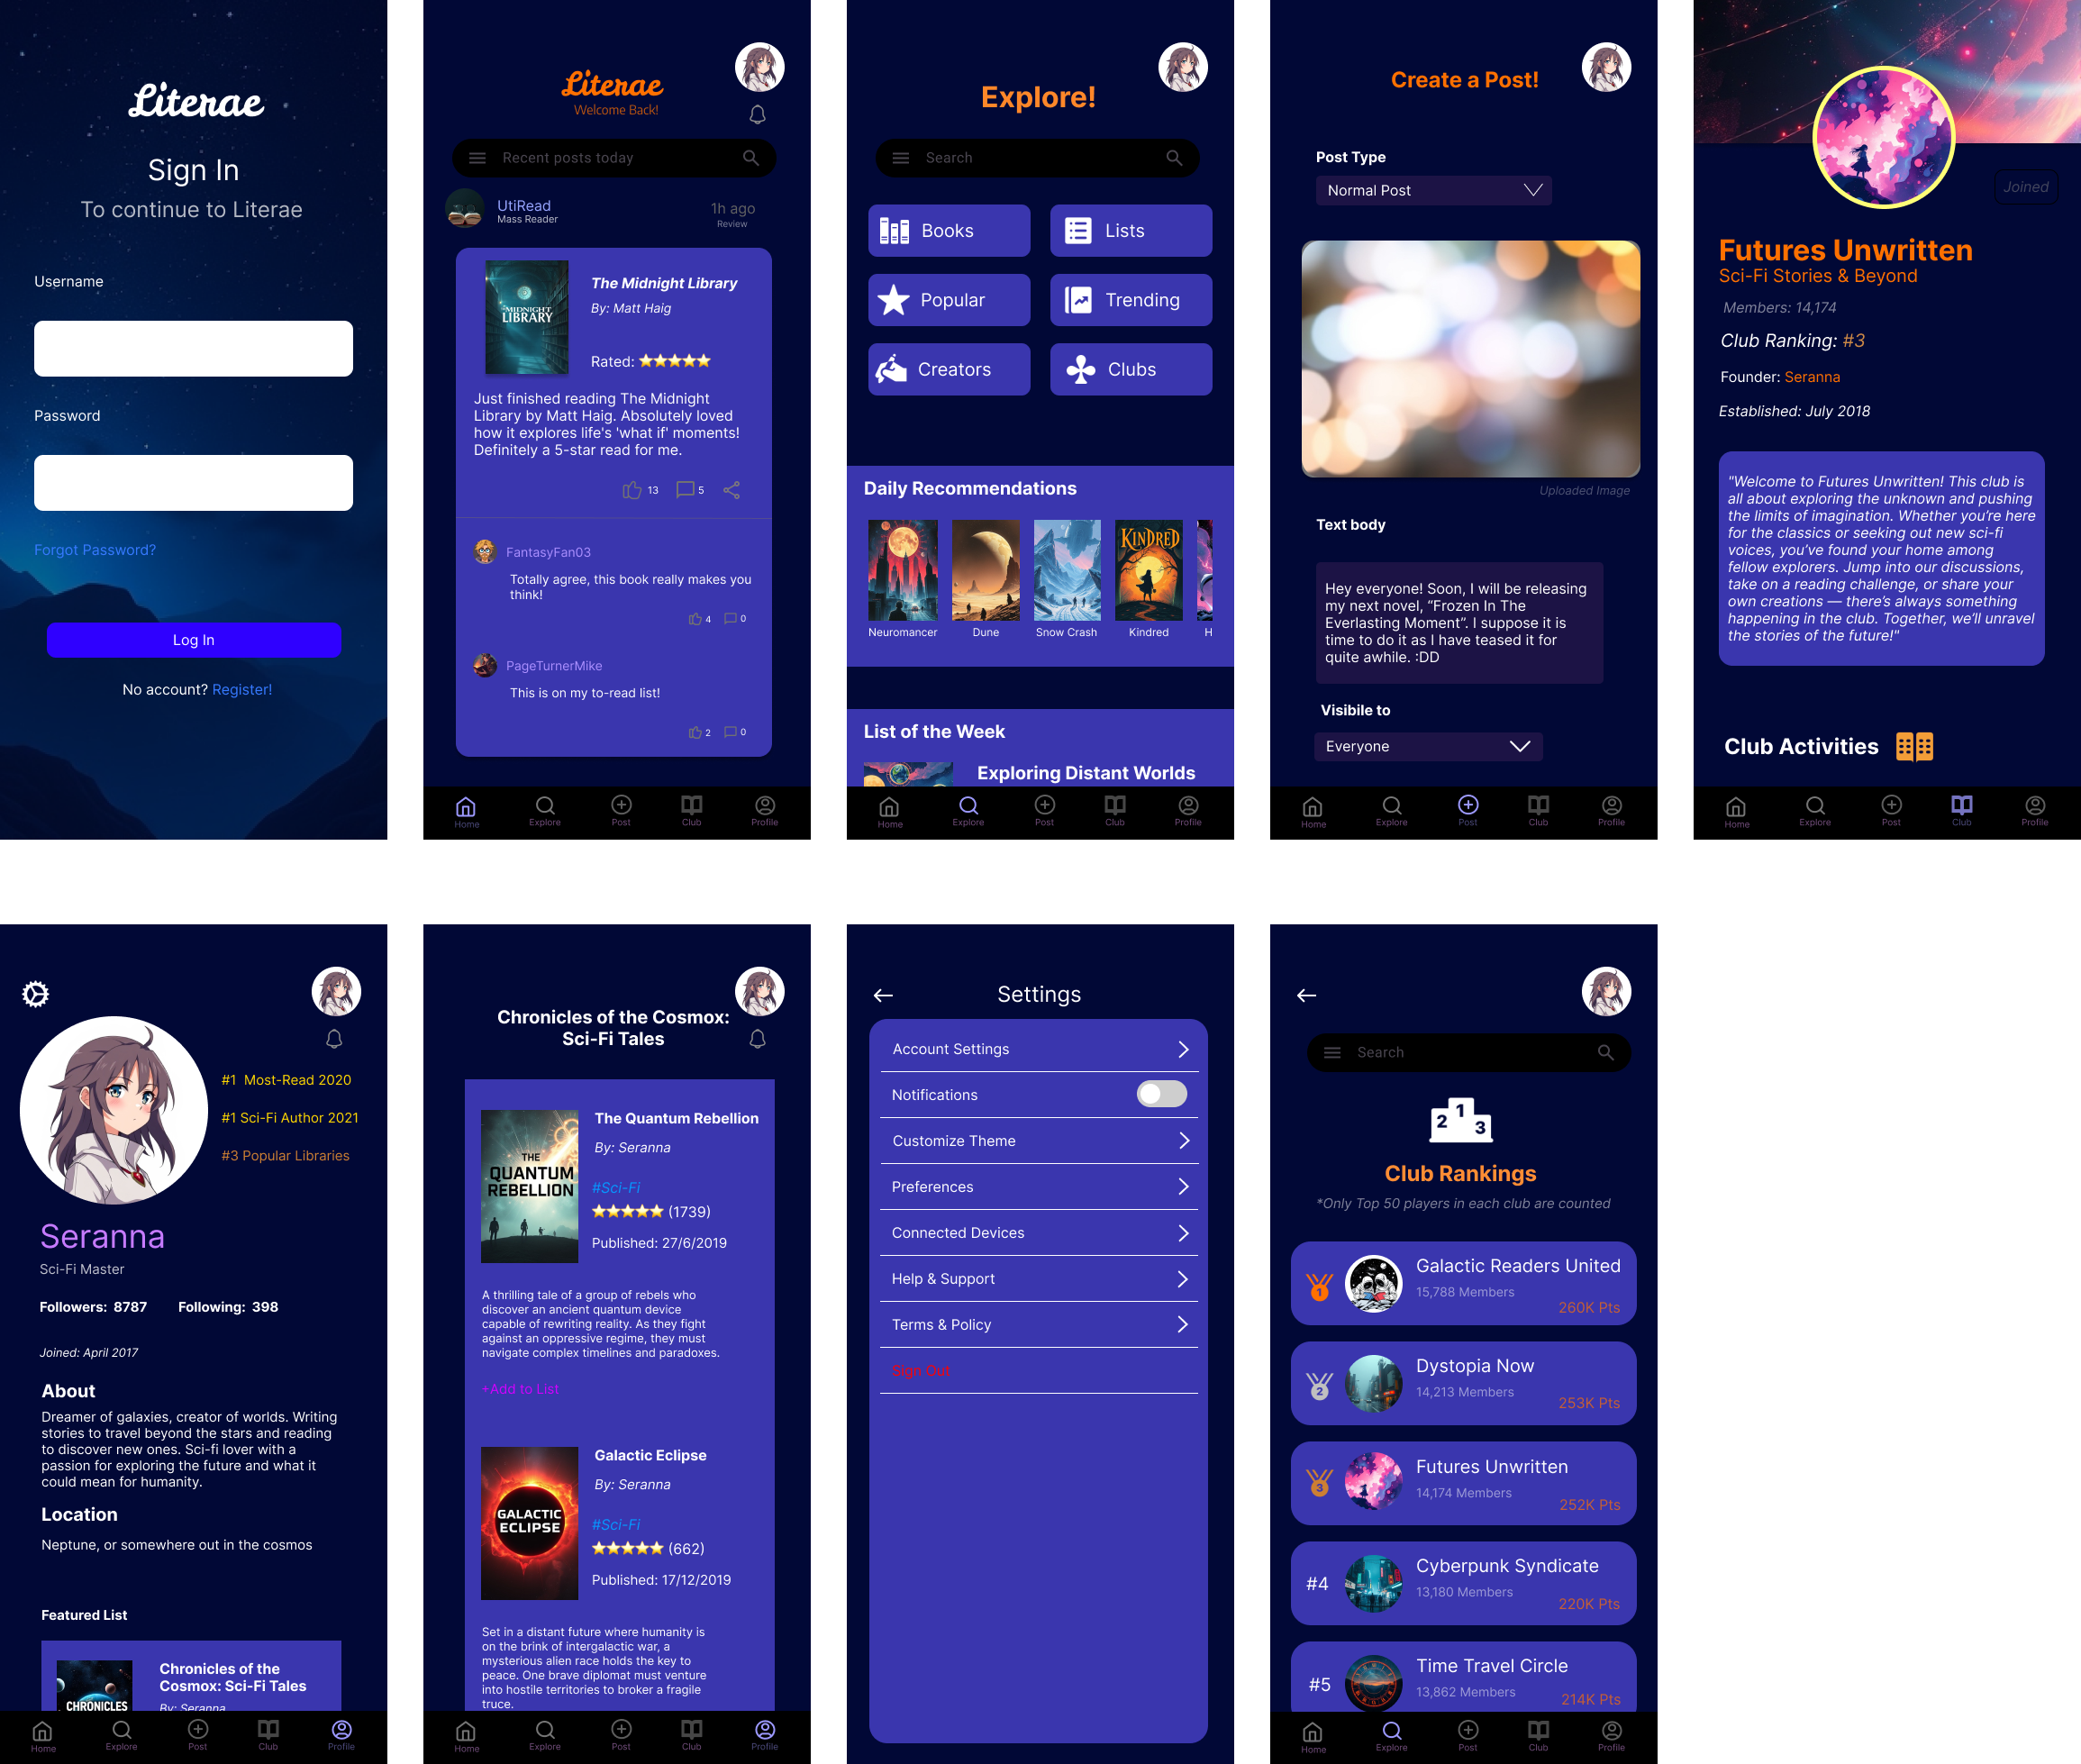 Literae
Sign In
To continue to Literae
Username
Password
Forgot Password?
Log In
No account? Register!
Literae
Welcome Back!
Recent posts today
UtiRead
Mass Reader
1h ago
Review
MIDNIGHT
LIBRARY
The Midnight Library
By: Matt Haig
Rated:
Just finished reading The Midnight
Library by Matt Haig. Absolutely loved
how it explores life's 'what if' moments!
Definitely a 5-star read for me.
13
5
FantasyFan03
Totally agree, this book really makes you
think!
4
0
PageTurnerMike
This is on my to-read list!
2
0
Home
Explore
Post
Club
Profile
Explore!
Search
Books
Lists
Popular
Trending
Creators
Clubs
Daily Recommendations
KINDRED
Neuromancer
Dune
Snow Crash
Kindred
H
List of the Week
Exploring Distant Worlds
Home
Explore
Post
Club
Profile
Create a Post!
Post Type
Normal Post
Uploaded Image
Text body
Hey everyone! Soon, I will be releasing
my next novel, “Frozen In The
Everlasting Moment”. I suppose it is
time to do it as I have teased it for
quite awhile. :DD
Visibile to
Everyone
Home
Explore
Post
Club
Profile
Joined
Futures Unwritten
Sci-Fi Stories & Beyond
Members: 14,174
Club Ranking: #3
Founder: Seranna
Established: July 2018
"Welcome to Futures Unwritten! This club is
all about exploring the unknown and pushing
the limits of imagination. Whether you’re here
for the classics or seeking out new sci-fi
voices, you’ve found your home among
fellow explorers. Jump into our discussions,
take on a reading challenge, or share your
own creations — there’s always something
happening in the club. Together, we’ll unravel
the stories of the future!"
Club Activities
Home
Explore
Post
Club
Profile
#1 Most-Read 2020
#1 Sci-Fi Author 2021
#3 Popular Libraries
Seranna
Sci-Fi Master
Followers: 8787
Following: 398
Joined: April 2017
About
Dreamer of galaxies, creator of worlds. Writing
stories to travel beyond the stars and reading
to discover new ones. Sci-fi lover with a
passion for exploring the future and what it
could mean for humanity.
Location
Neptune, or somewhere out in the cosmos
Featured List
CHRONICLES
Chronicles of the
Cosmox: Sci-Fi Tales
By: Seranna
Home
Explore
Post
Club
Profile
Chronicles of the Cosmox:
Sci-Fi Tales
THE
QUANTUM
REBELLION
The Quantum Rebellion
By: Seranna
#Sci-Fi
(1739)
Published: 27/6/2019
A thrilling tale of a group of rebels who
discover an ancient quantum device
capable of rewriting reality. As they fight
against an oppressive regime, they must
navigate complex timelines and paradoxes.
+Add to List
GALACTIC
ECLIPSE
Galactic Eclipse
By: Seranna
#Sci-Fi
(662)
Published: 17/12/2019
Set in a distant future where humanity is
on the brink of intergalactic war, a
mysterious alien race holds the key to
peace. One brave diplomat must venture
into hostile territories to broker a fragile
truce.
Home
Explore
Post
Club
Profile
Settings
Account Settings
Notifications
Customize Theme
Preferences
Connected Devices
Help & Support
Terms & Policy
Sign Out
Search
2 1 3
Club Rankings
*Only Top 50 players in each club are counted
1
Galactic Readers United
15,788 Members
260K Pts
2
Dystopia Now
14,213 Members
253K Pts
3
Futures Unwritten
14,174 Members
252K Pts
#4
Cyberpunk Syndicate
13,180 Members
220K Pts
#5
Time Travel Circle
13,862 Members
214K Pts
Home
Explore
Post
Club
Profile